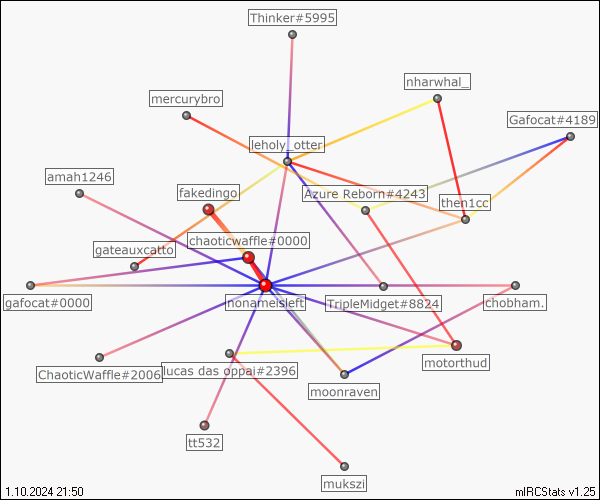 Thinker#5995
nharwhal_
mercurybro
Gafocat#4189
leholy_otter
amah1246
fakedingo
Azure Reborn#4243
then1cc
chaoticwaffle#0000
gateauxcatto
gafocat#0000
nonameisleft
TripleMidget#8824
chobham.
ChaoticWaffle#2006
lucas das oppai#2396
motorthud
moonraven
tt532
mukszi
1.10.2024 21:50
mIRCStats v1.25